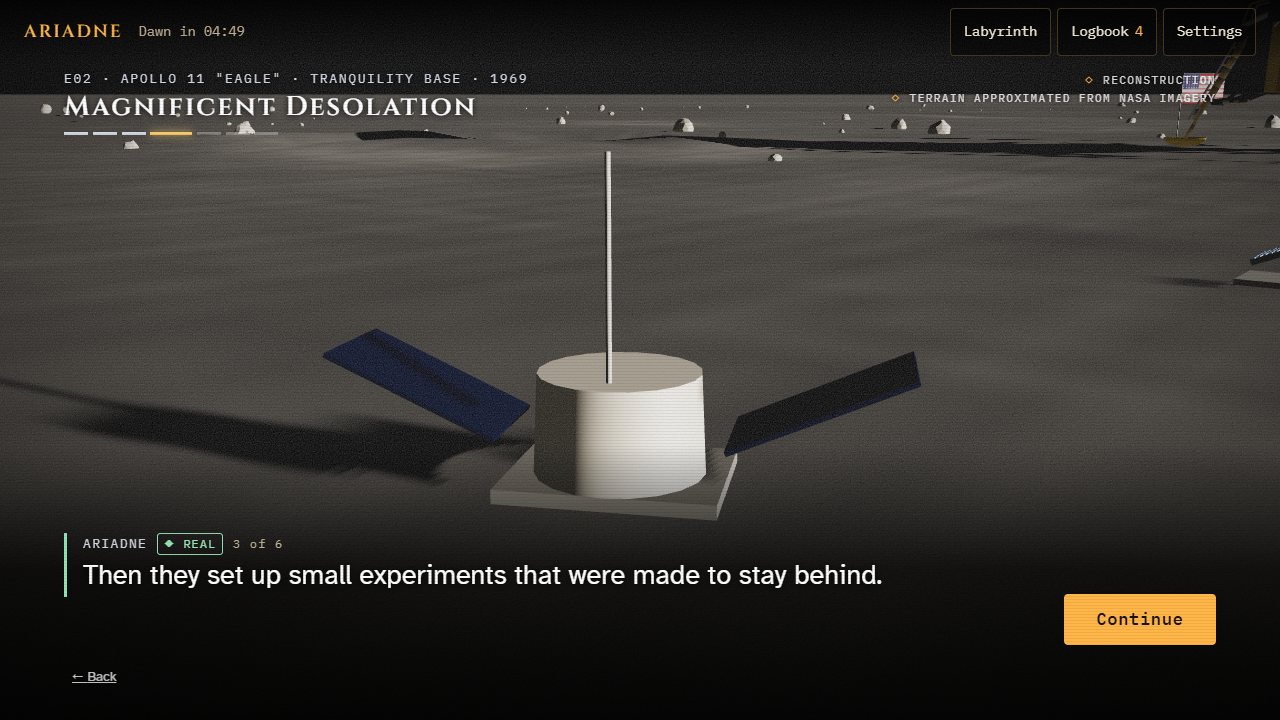 ARIADNE Dawn in 04:49 Labyrinth Logbook 4 Settings
E02 · APOLLO 11 "EAGLE" · TRANQUILITY BASE · 1969
MAGNIFICENT DESOLATION
◇ RECONSTRUCTION
◇ TERRAIN APPROXIMATED FROM NASA IMAGERY
ARIADNE ◆ REAL 3 of 6
Then they set up small experiments that were made to stay behind.
Continue
← Back